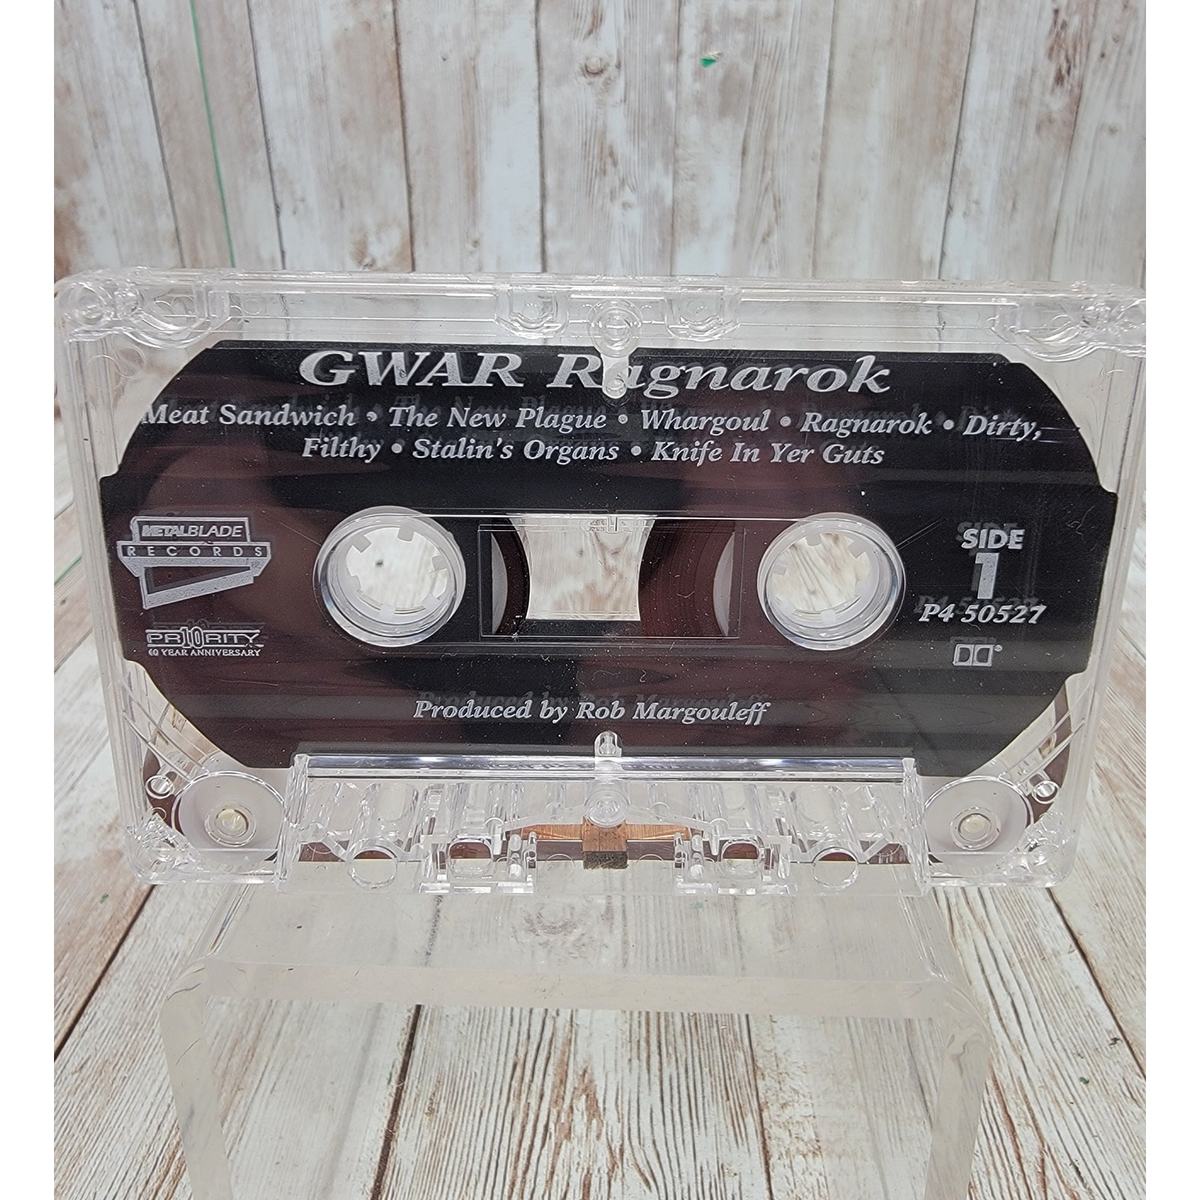 GWAR Ragnarok
Meat Sandwich • The New Plague • Whargoul • Ragnarok • Dirty,
Filthy • Stalin's Organs • Knife In Yer Guts
METALBLADE
RECORDS
SIDE
1
P4 50527
PR10RITY
10 YEAR ANNIVERSARY
Produced by Rob Margouleff